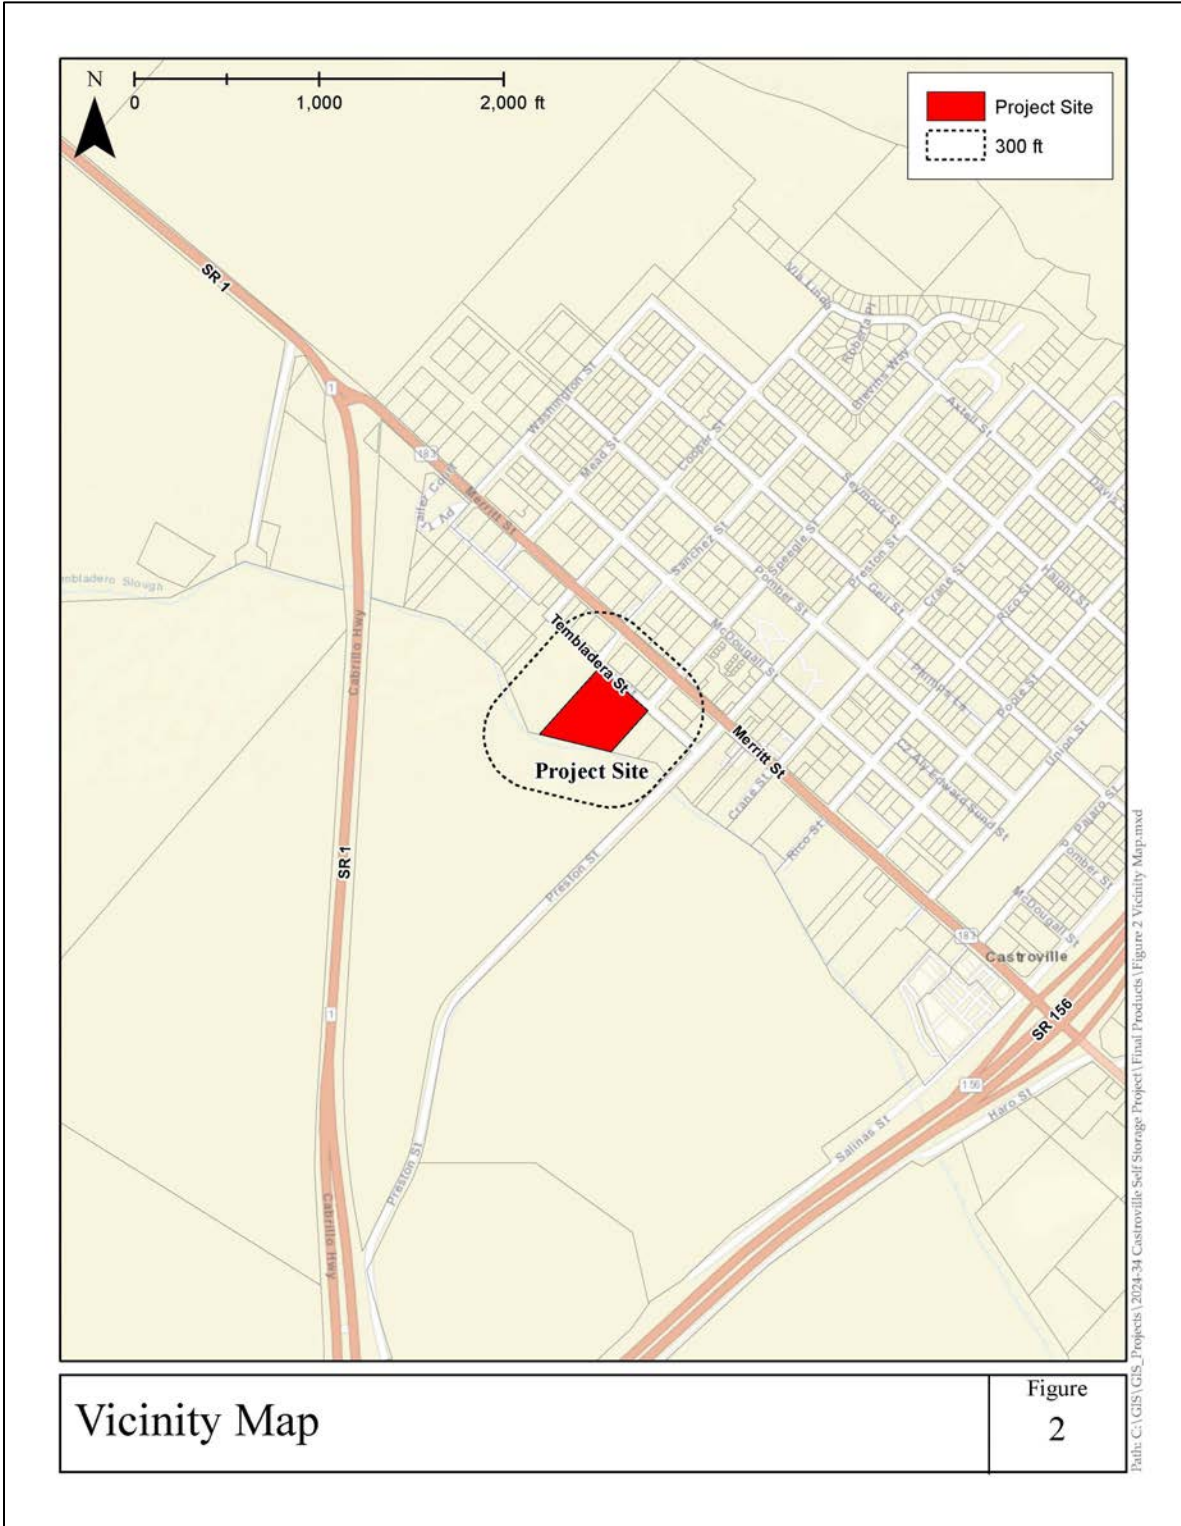 N
0
1,000
2,000 ft
Project Site
300 ft
SR 1
1
183
Via Linda
Roberta Pl
Blevins Way
Axtell St
Washington St
Mead St
Cooper St
Merritt St
Seymour St
Sanchez St
Speegle St
Preston St
Pomber St
Geil St
Crane St
Rico St
Haight St
McDougall St
Tembladera St
Cabrillo Hwy
Poole St
Union St
Merritt St
Project Site
Crane St
Rico St
Pajaro St
Pomber St
McDougall St
SR 1
Preston St
183
Castroville
SR 156
1
156
Haro St
Salinas St
Preston St
Cabrillo Hwy
Vicinity Map
Figure
2
Path: C:\GIS\GIS_Projects\2024-34 Castroville Self Storage Project\Final Products\Figure 2 Vicinity Map.mxd